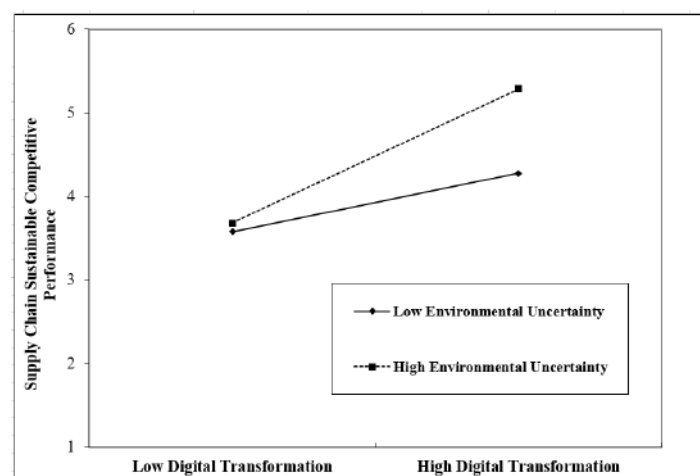 6
5
4
3
2
1
Supply Chain Sustainable Competitive
Performance
Low Environmental Uncertainty
High Environmental Uncertainty
Low Digital Transformation
High Digital Transformation